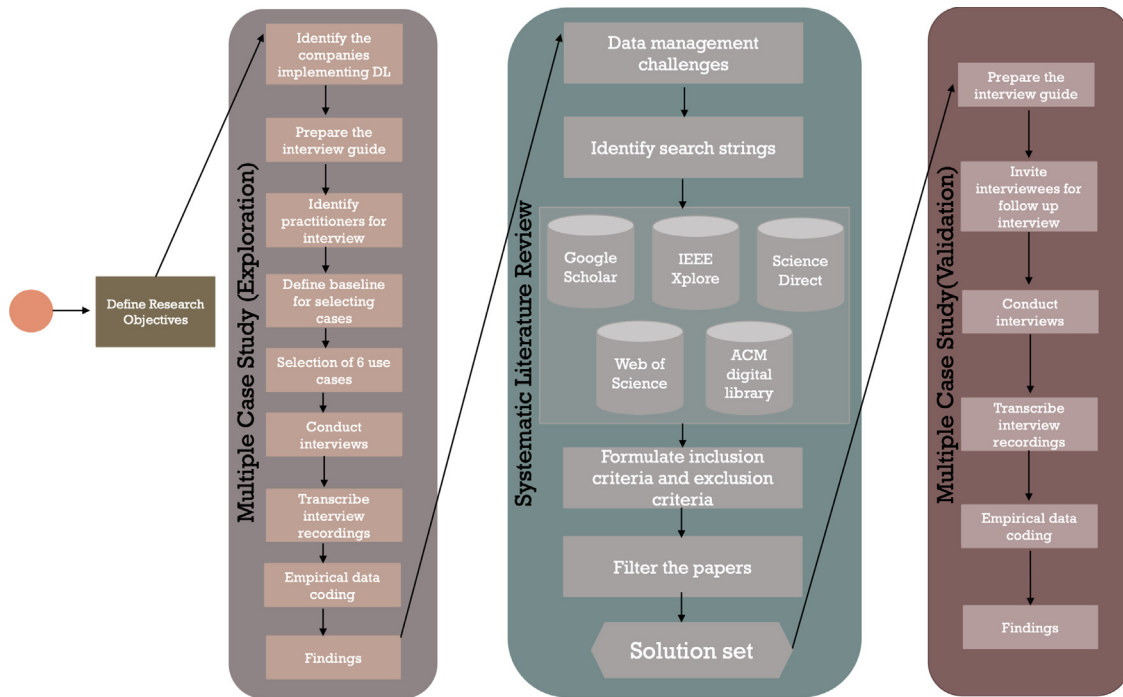 Define Research
Objectives
Multiple Case Study (Exploration)
Identify the
companies
implementing DL
Prepare the
interview guide
Identify
practitioners for
interview
Define baseline
for selecting
cases
Selection of 6 use
cases
Conduct
interviews
Transcribe
interview
recordings
Empirical data
coding
Findings
Systematic Literature Review
Data management
challenges
Identify search strings
Google
Scholar
IEEE
Xplore
Science
Direct
Web of
Science
ACM
digital
library
Formulate inclusion
criteria and exclusion
criteria
Filter the papers
Solution set
Multiple Case Study(Validation)
Prepare the
interview guide
Invite
interviewees for
follow up
interview
Conduct
interviews
Transcribe
interview
recordings
Empirical data
coding
Findings